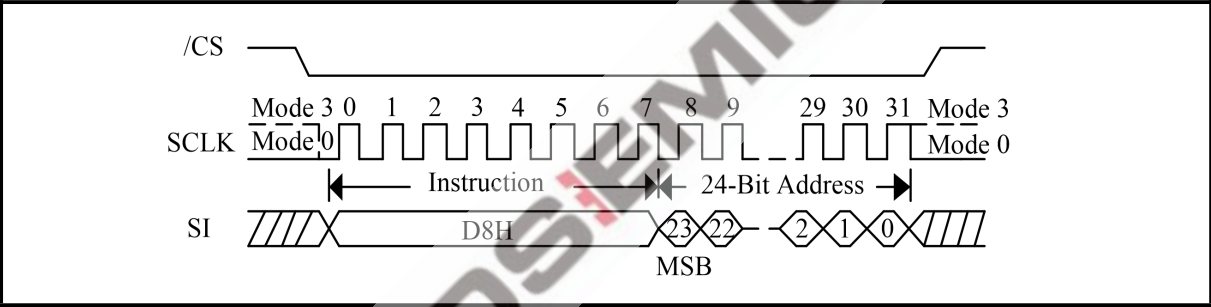 /CS
Mode 3 0 1 2 3 4 5 6 7 8 9 29 30 31 Mode 3
SCLK Mode 0 Mode 0
Instruction 24-Bit Address
SI D8H 23 22 2 1 0
MSB